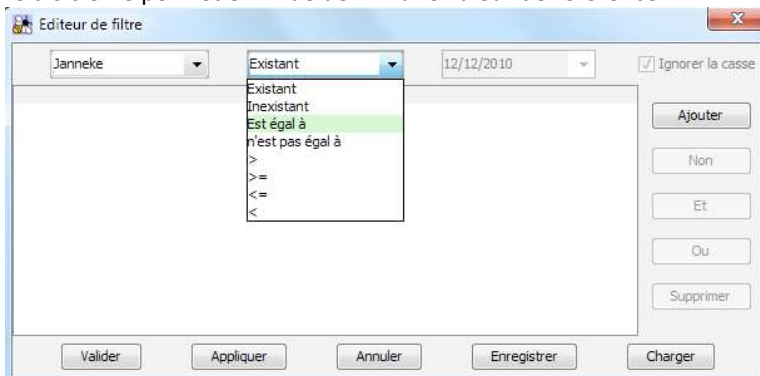 Editeur de filtre
Janneke Existant 12/12/2010 Ignorer la casse
Existant
Inexistant
Est égal à
n'est pas égal à
>
>=
<=
<
Ajouter
Non
Et
Ou
Supprimer
Valider Appliquer Annuler Enregistrer Charger